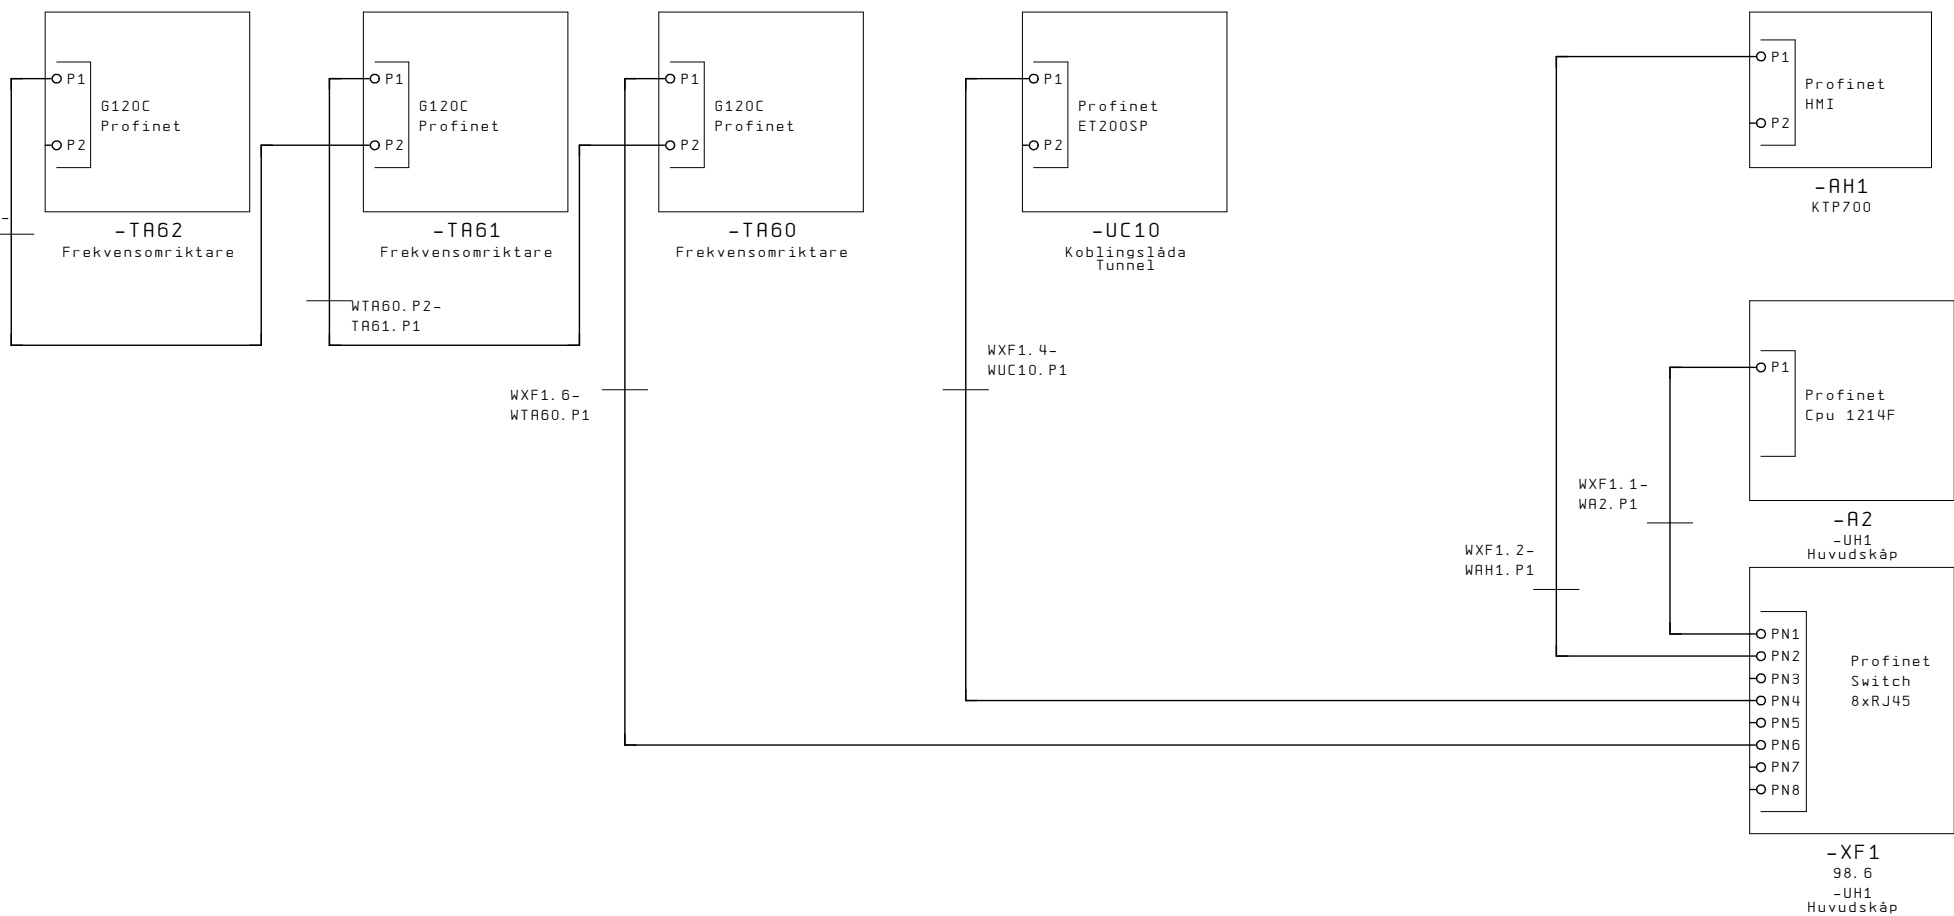 P1
G120C
Profinet
P2
-TA62
Frekvensomriktare
-
P1
G120C
Profinet
P2
-TA61
Frekvensomriktare
WTA60.P2-
TA61.P1
P1
G120C
Profinet
P2
-TA60
Frekvensomriktare
WXF1.6-
WTA60.P1
P1
Profinet
ET200SP
P2
-UC10
Koblingslåda
Tunnel
WXF1.4-
WUC10.P1
P1
Profinet
HMI
P2
-AH1
KTP700
P1
Profinet
Cpu 1214F
WXF1.1-
WA2.P1
-A2
-UH1
Huvudskåp
WXF1.2-
WAH1.P1
PN1
PN2
PN3
PN4
PN5
PN6
PN7
PN8
Profinet
Switch
8xRJ45
-XF1
98.6
-UH1
Huvudskåp